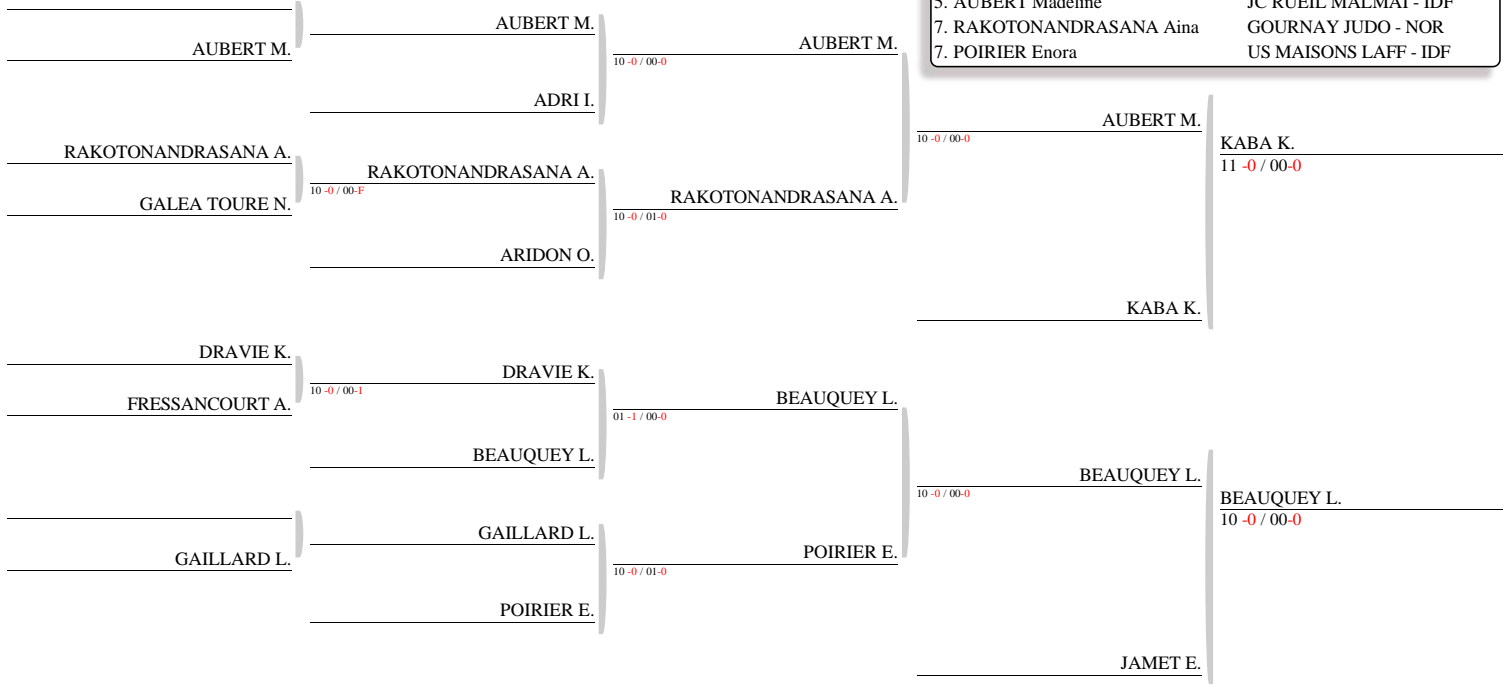 5. AUBERT Madeline JC RUEIL MALMAI - IDF
7. RAKOTONANDRASANA Aina GOURNAY JUDO - NOR
7. POIRIER Enora US MAISONS LAFF - IDF
AUBERT M.
RAKOTONANDRASANA A.
GALEA TOURE N.
DRAVIE K.
FRESSANCOURT A.
GAILLARD L.
AUBERT M.
ADRI I.
RAKOTONANDRASANA A.
10 -0 / 00-F
ARIDON O.
DRAVIE K.
10 -0 / 00-1
BEAUQUEY L.
GAILLARD L.
POIRIER E.
AUBERT M.
10 -0 / 00-0
RAKOTONANDRASANA A.
10 -0 / 01-0
BEAUQUEY L.
01 -1 / 00-0
POIRIER E.
10 -0 / 01-0
AUBERT M.
10 -0 / 00-0
KABA K.
BEAUQUEY L.
10 -0 / 00-0
JAMET E.
KABA K.
11 -0 / 00-0
BEAUQUEY L.
10 -0 / 00-0